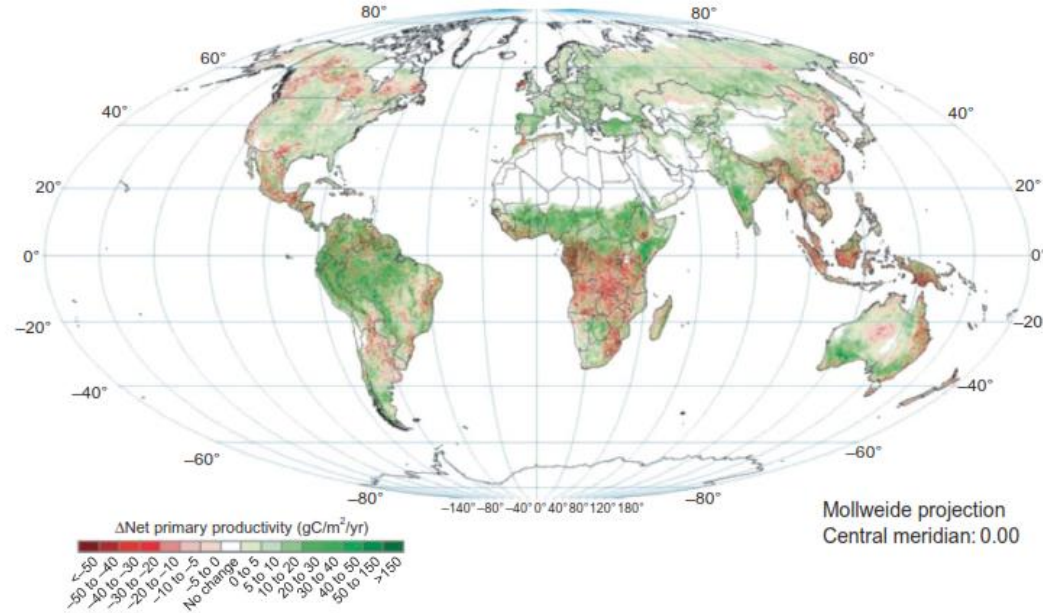 80° 80°
60° 60°
40° 40°
20° 20°
0° 0°
–20° –20
–40° –40°
–60° –60°
–80° –140°–80°–40°0°40°80°120°180° –80°
Mollweide projection
Central meridian: 0.00
ΔNet primary productivity (gC/m²/yr)
<–50
–50 to –40
–40 to –30
–30 to –20
–20 to –10
–10 to –5
–5 to 0
No change
0 to 5
5 to 10
10 to 20
20 to 30
30 to 40
40 to 50
50 to 150
>150